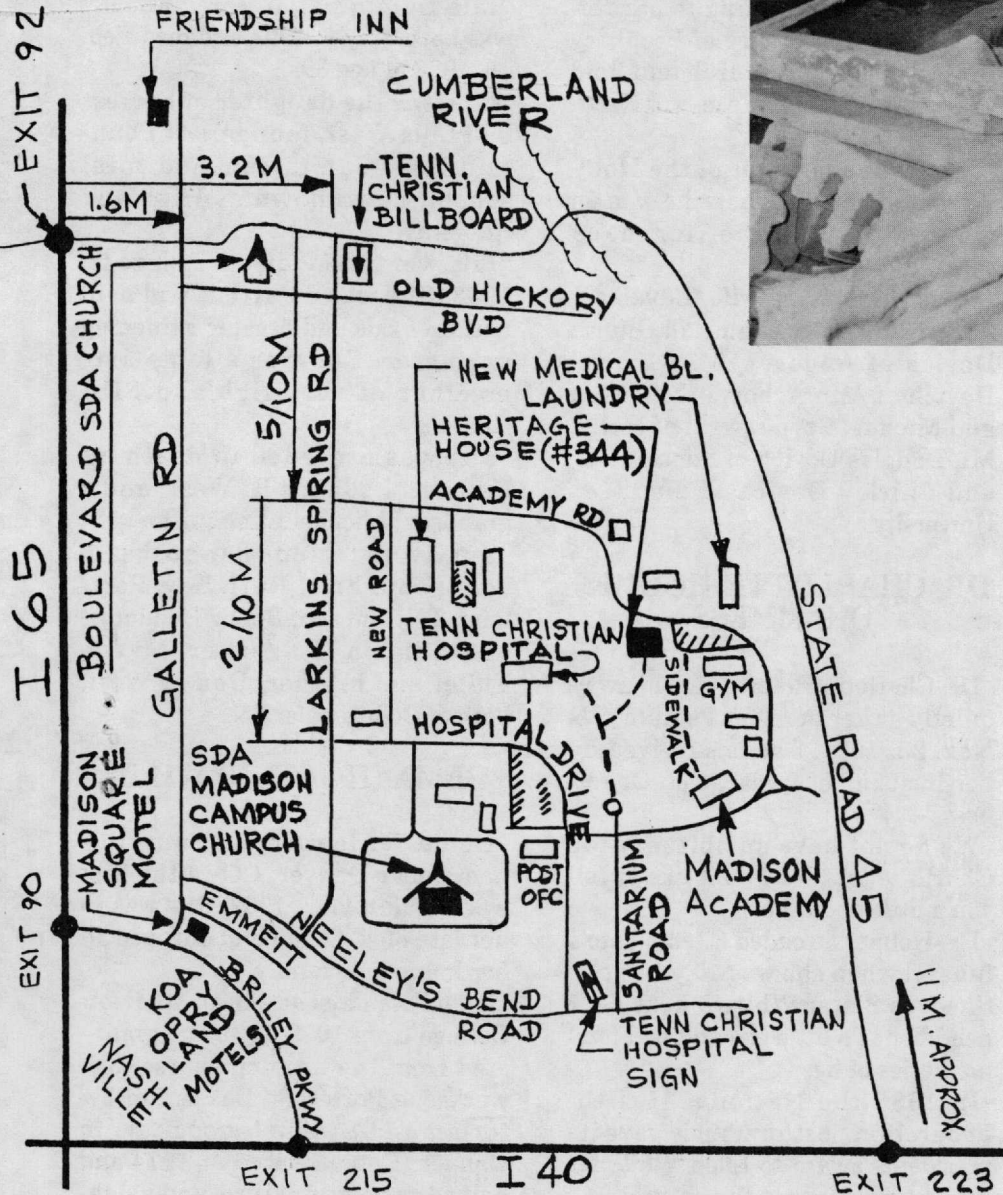 EXIT 92
FRIENDSHIP INN
CUMBERLAND
RIVER
3.2M
1.6M
TENN.
CHRISTIAN
BILLBOARD
OLD HICKORY
BVD
I 65
BOULEVARD SDA CHURCH
GALLETIN RD
5/10M
2/10 M
LARKINS SPRING RD
NEW MEDICAL BL.
LAUNDRY
HERITAGE
HOUSE (#344)
ACADEMY RD
NEW ROAD
TENN CHRISTIAN
HOSPITAL
SIDEWALK
GYM
STATE ROAD 45
HOSPITAL DRIVE
SDA
MADISON
CAMPUS
CHURCH
MADISON
SQUARE
MOTEL
POST
OFC
MADISON
ACADEMY
SANITARIUM
ROAD
EXIT 90
EMMETT
NEELEY'S
BEND
ROAD
KOA
OPRY
LAND
MOTELS
NASH-
VILLE
BRILEY PKWY
TENN CHRISTIAN
HOSPITAL
SIGN
11M APPROX
EXIT 215
I 40
EXIT 223